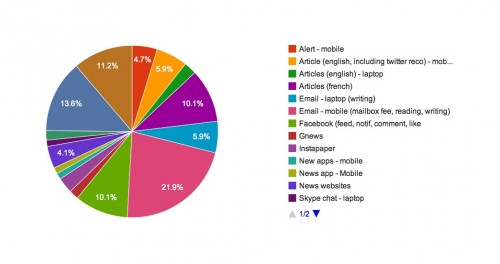 4.7%
5.9%
10.1%
5.9%
21.9%
10.1%
4.1%
13.6%
11.2%
Alert - mobile
Article (english, including twitter reco) - mob...
Articles (english) - laptop
Articles (french)
Email - laptop (writing)
Email - mobile (mailbox fee, reading, writing)
Facebook (feed, notif, comment, like
Gnews
Instapaper
New apps - mobile
News app - Mobile
News websites
Skype chat - laptop
1/2